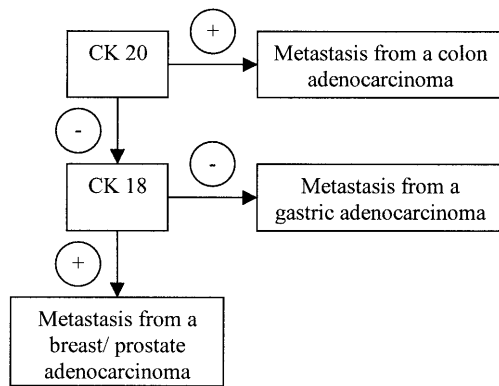 +
CK 20
Metastasis from a colon
adenocarcinoma
-
-
CK 18
Metastasis from a
gastric adenocarcinoma
+
Metastasis from a
breast/ prostate
adenocarcinoma